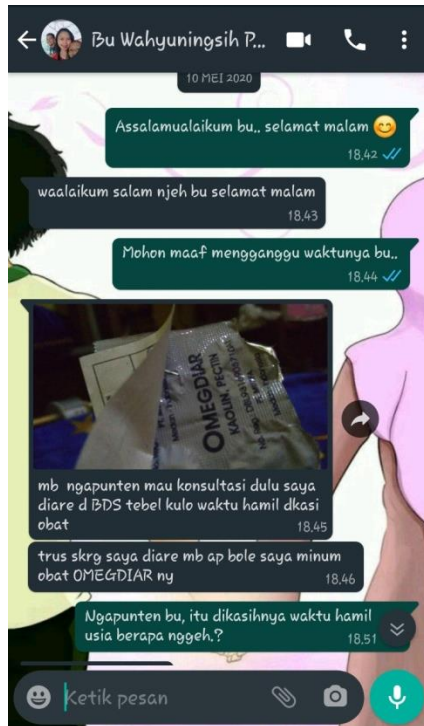 Bu Wahyuningsih P...
10 MEI 2020
Assalamualaikum bu.. selamat malam 😊
18.42
waalaikum salam njeh bu selamat malam
18.43
Mohon maaf mengganggu waktunya bu..
18.44
OMEGDIAR
KAOLIN, PECTIN
mb ngapunten mau konsultasi dulu saya
diare d BDS tebel kulo waktu hamil dkasi
obat
18.45
trus skrg saya diare mb ap bole saya minum
obat OMEGDIAR ny
18.46
Ngapunten bu, itu dikasihnya waktu hamil
usia berapa nggeh.?
18.51
Ketik pesan